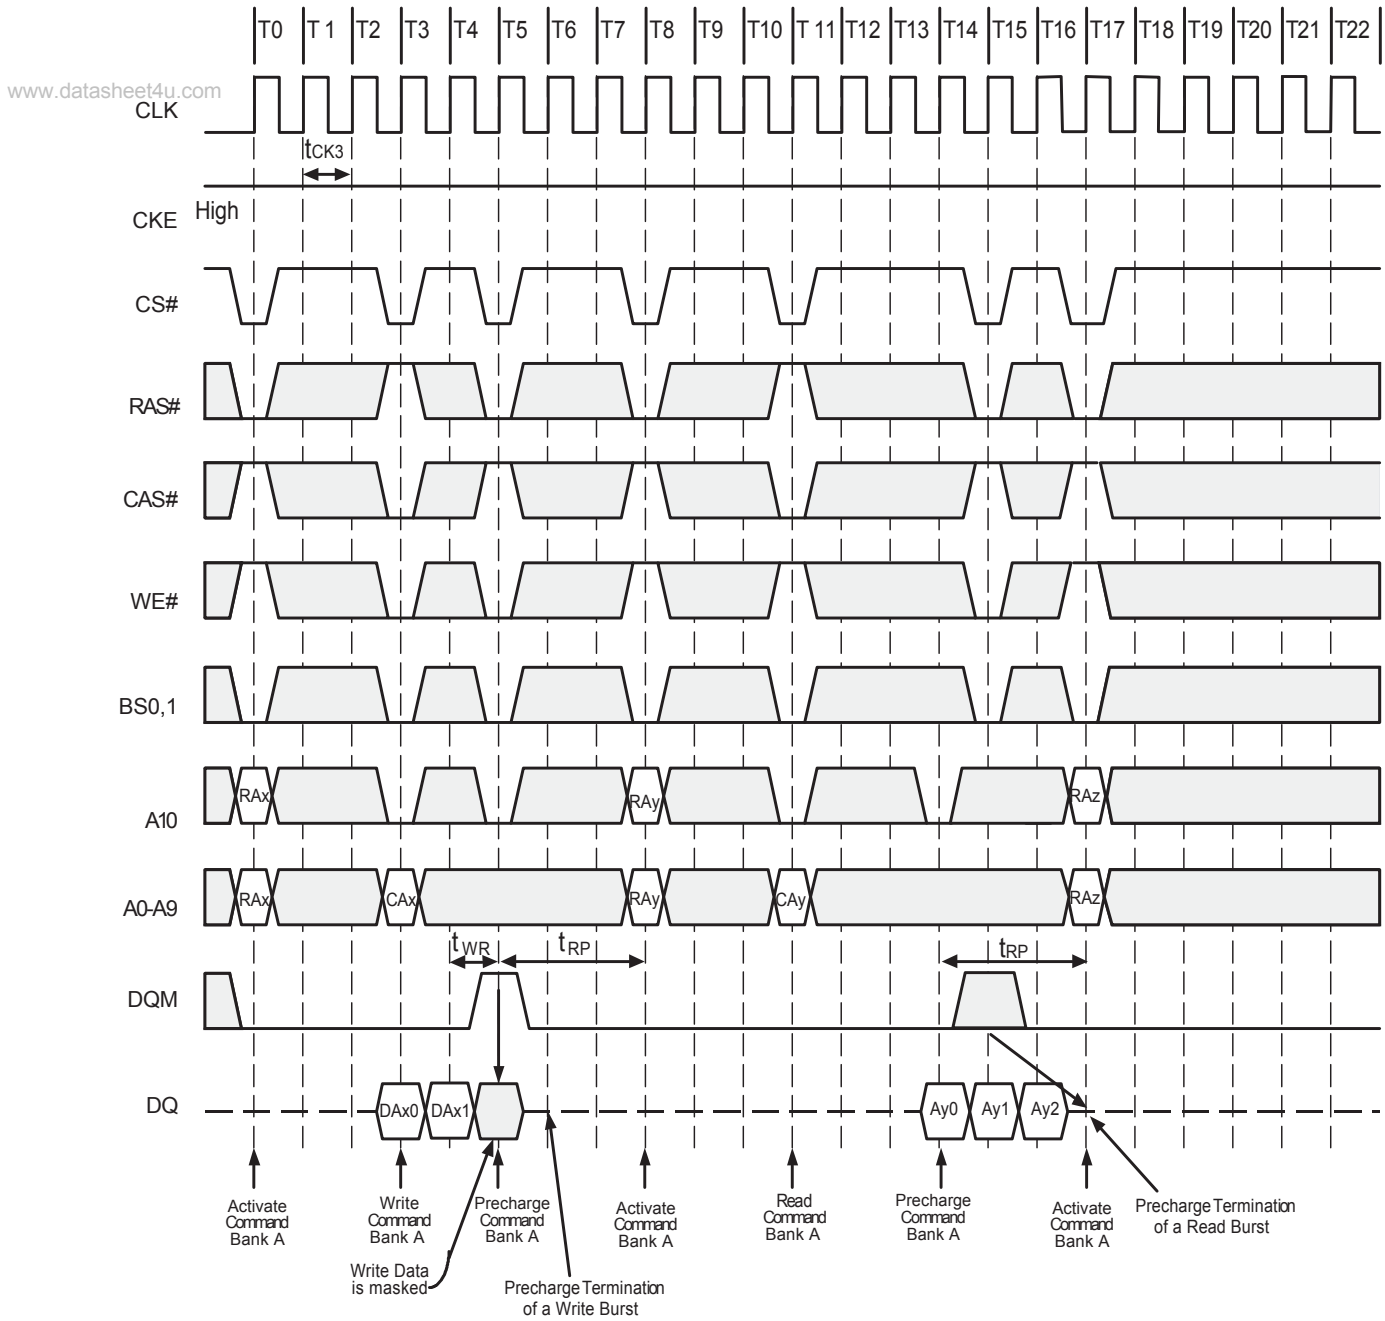 T0 T 1 T2 T3 T4 T5 T6 T7 T8 T9 T10 T 11 T12 T13 T14 T15 T16 T17 T18 T19 T20 T21 T22
www.datasheet4u.com
CLK
tCK3
High
CKE
CS#
RAS#
CAS#
WE#
BS0,1
RAx RAy RAz
A10
RAx CAx RAy CAy RAz
A0-A9
tWR tRP tRP
DQM
DQ
DAx0 DAx1 Ay0 Ay1 Ay2
Activate
Command
Bank A
Write
Command
Bank A
Precharge
Command
Bank A
Activate
Command
Bank A
Read
Command
Bank A
Precharge
Command
Bank A
Activate
Command
Bank A
Precharge Termination
of a Read Burst
Write Data
is masked
Precharge Termination
of a Write Burst